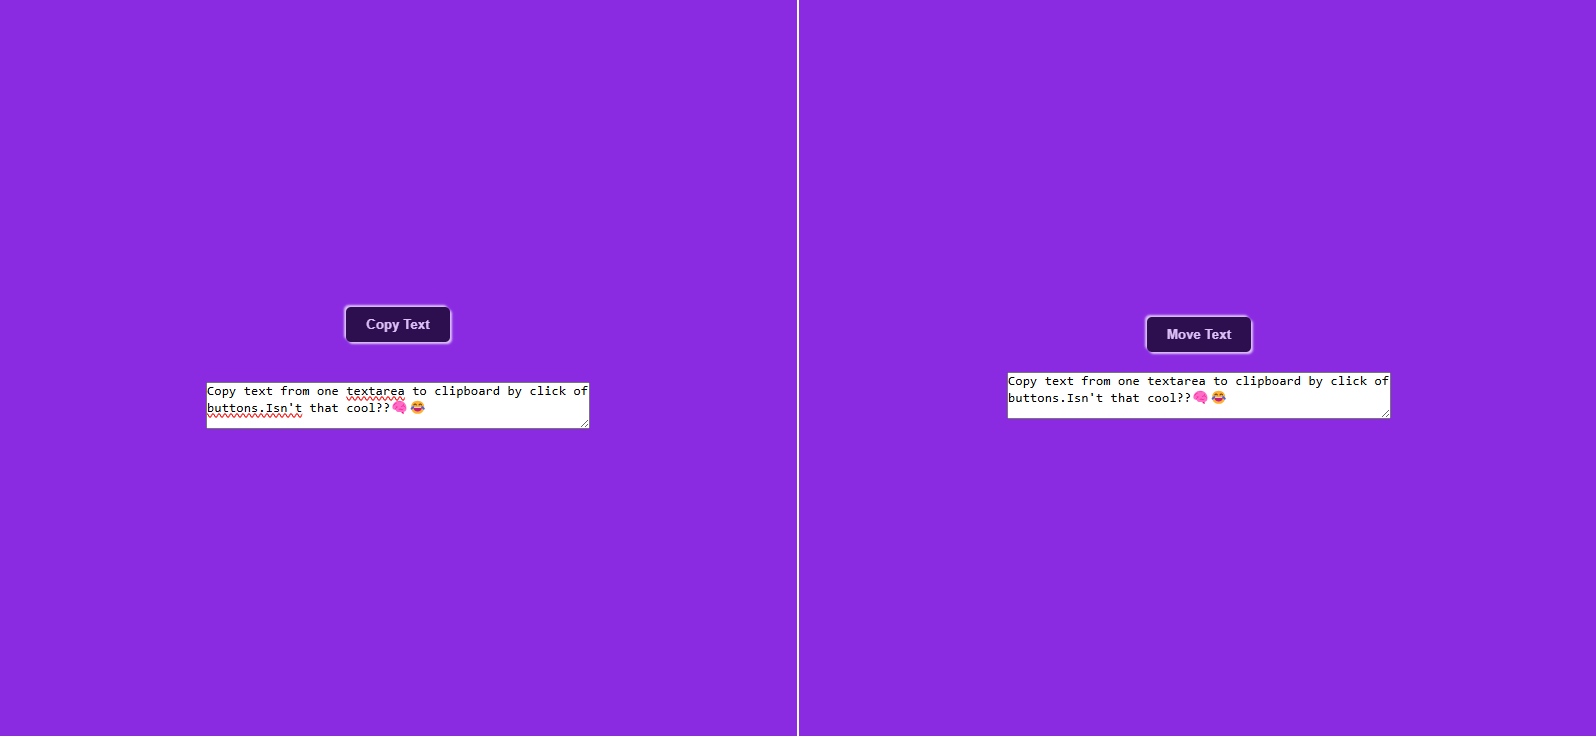 Copy Text
Copy text from one textarea to clipboard by click of
buttons.Isn't that cool??🧠😂
Move Text
Copy text from one textarea to clipboard by click of
buttons.Isn't that cool??🧠😂